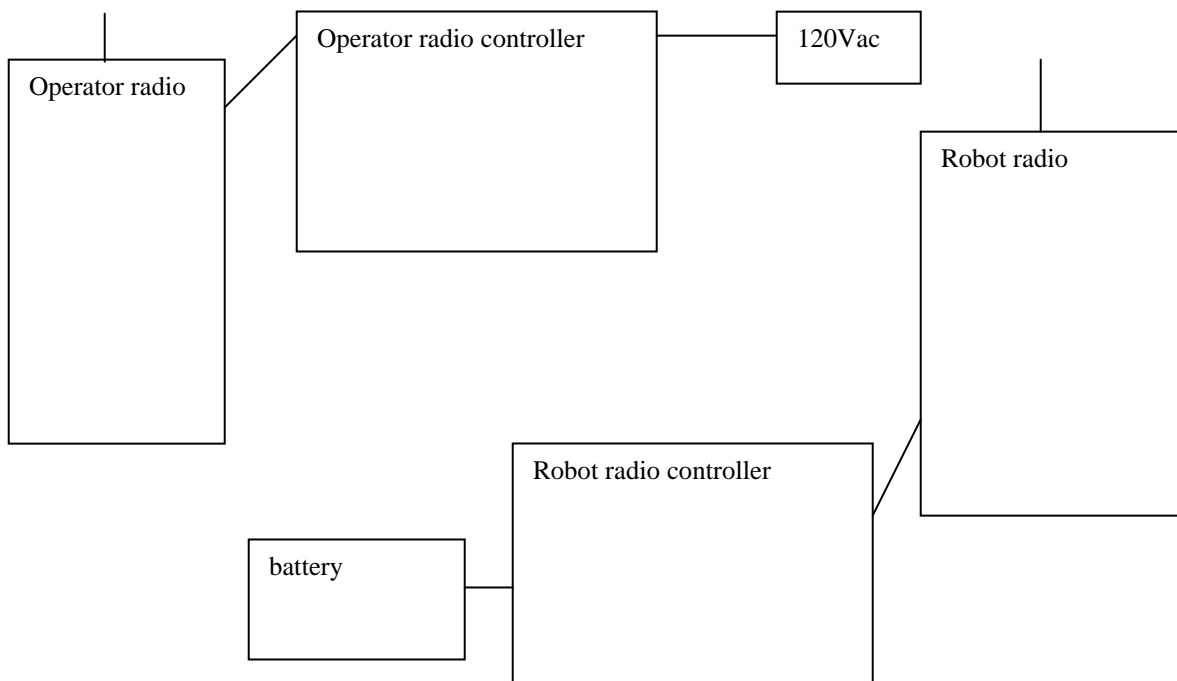 Operator radio controller
120Vac
Operator radio
Robot radio
Robot radio controller
battery